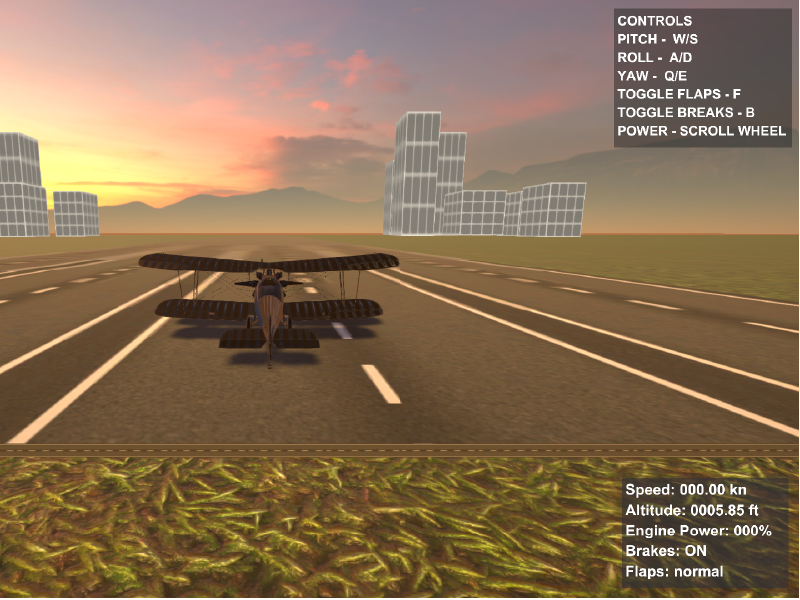 CONTROLS
PITCH - W/S
ROLL - A/D
YAW - Q/E
TOGGLE FLAPS - F
TOGGLE BREAKS - B
POWER - SCROLL WHEEL
Speed: 000.00 kn
Altitude: 0005.85 ft
Engine Power: 000%
Brakes: ON
Flaps: normal